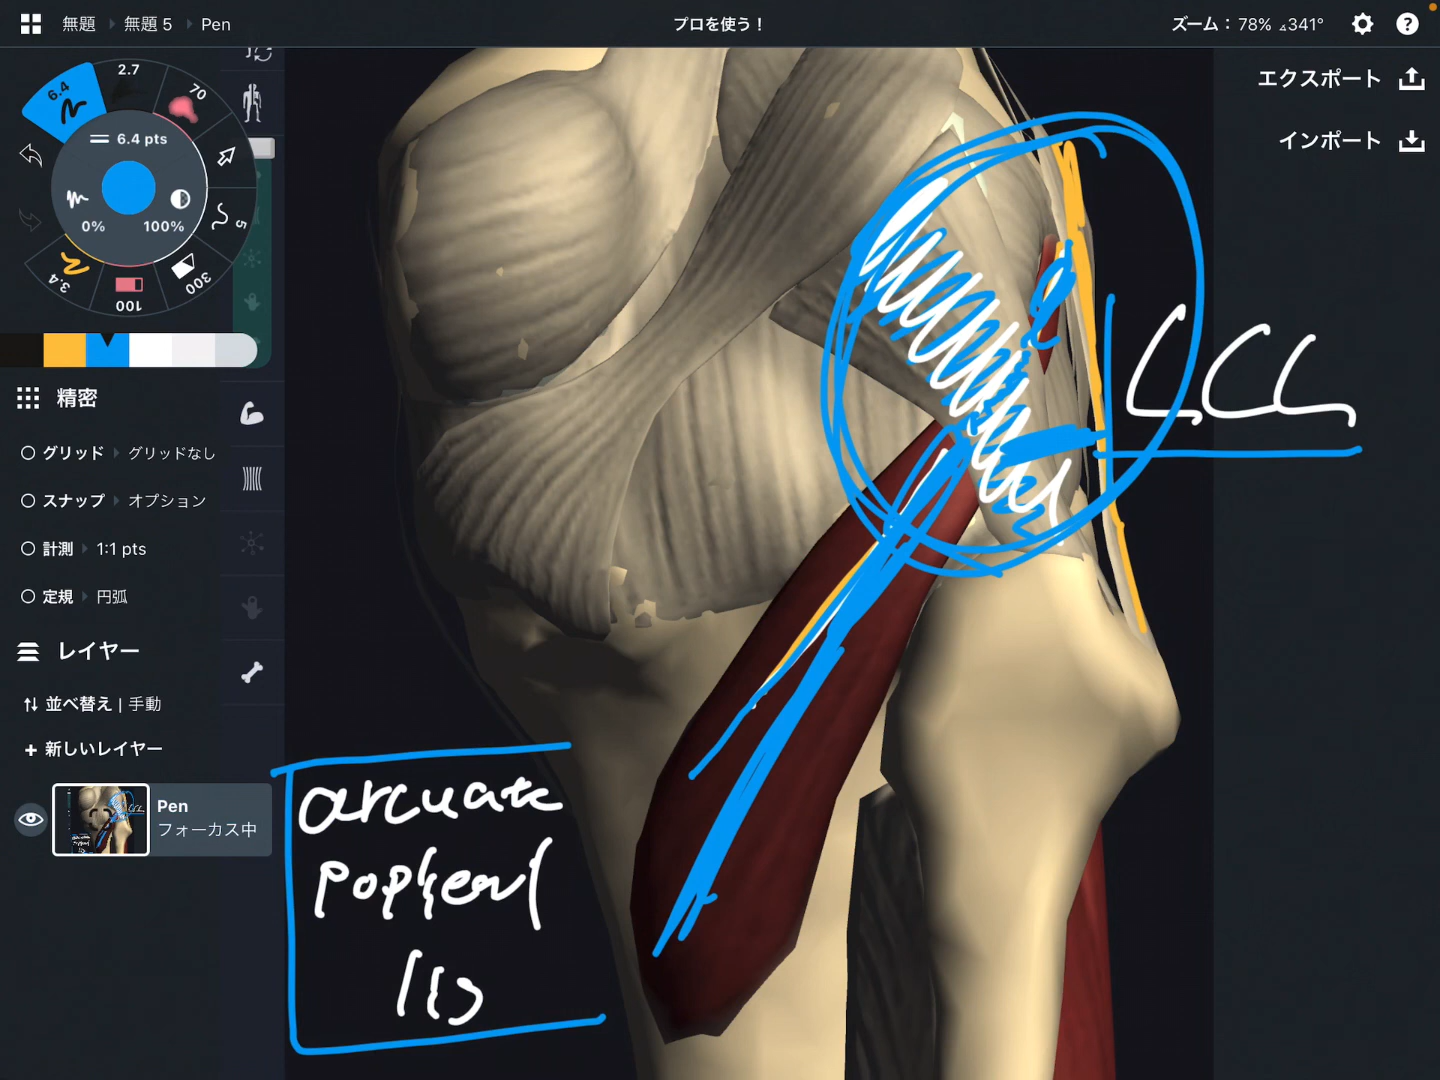 無題 無題 5 Pen
プロを使う！
ズーム：78% ⊿341°
エクスポート
インポート
6.4
2.7
70
5
300
100
3.4
6.4 pts
0% 100%
精密
グリッド グリッドなし
スナップ オプション
計測 1:1 pts
定規 円弧
レイヤー
並べ替え | 手動
+ 新しいレイヤー
Pen
フォーカス中
LCL
arcuate